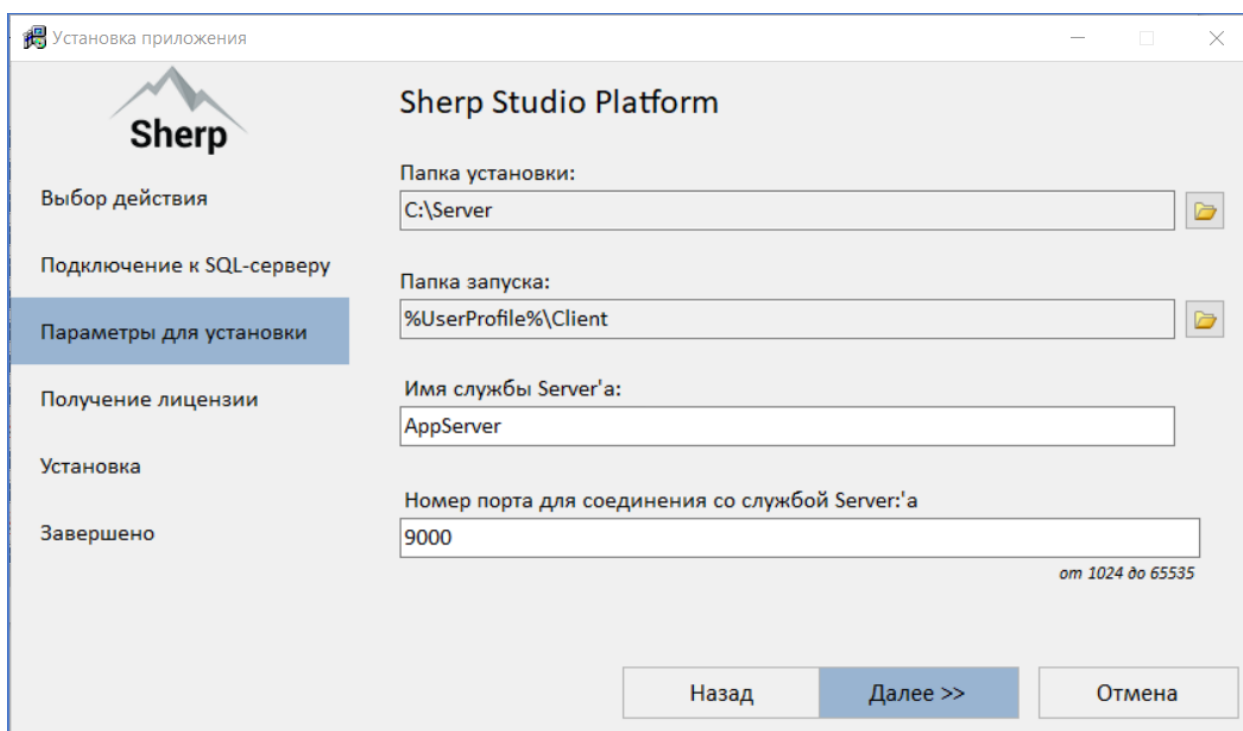 Установка приложения
Sherp
Выбор действия
Подключение к SQL-серверу
Параметры для установки
Получение лицензии
Установка
Завершено
Sherp Studio Platform
Папка установки:
C:\Server
Папка запуска:
%UserProfile%\Client
Имя службы Server'а:
AppServer
Номер порта для соединения со службой Server:'а
9000
от 1024 до 65535
Назад
Далее >>
Отмена